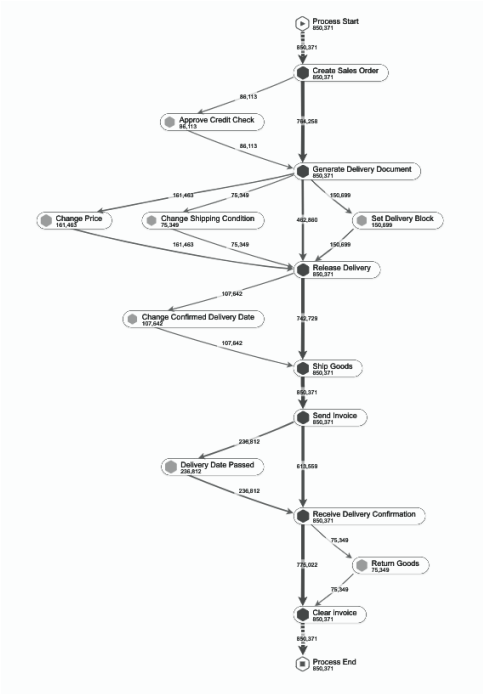 Process Start
850,371
850,371
Create Sales Order
850,371
86,113
Approve Credit Check
86,113
764,258
86,113
Generate Delivery Document
850,371
161,463
75,349
150,699
Change Price
161,463
Change Shipping Condition
75,349
462,860
Set Delivery Block
150,699
161,463
75,349
150,699
Release Delivery
850,371
107,642
Change Confirmed Delivery Date
107,642
742,729
107,642
Ship Goods
850,371
850,371
Send Invoice
850,371
236,812
Delivery Date Passed
236,812
613,559
236,812
Receive Delivery Confirmation
850,371
75,349
775,022
Return Goods
75,349
75,349
Clear Invoice
850,371
850,371
Process End
850,371